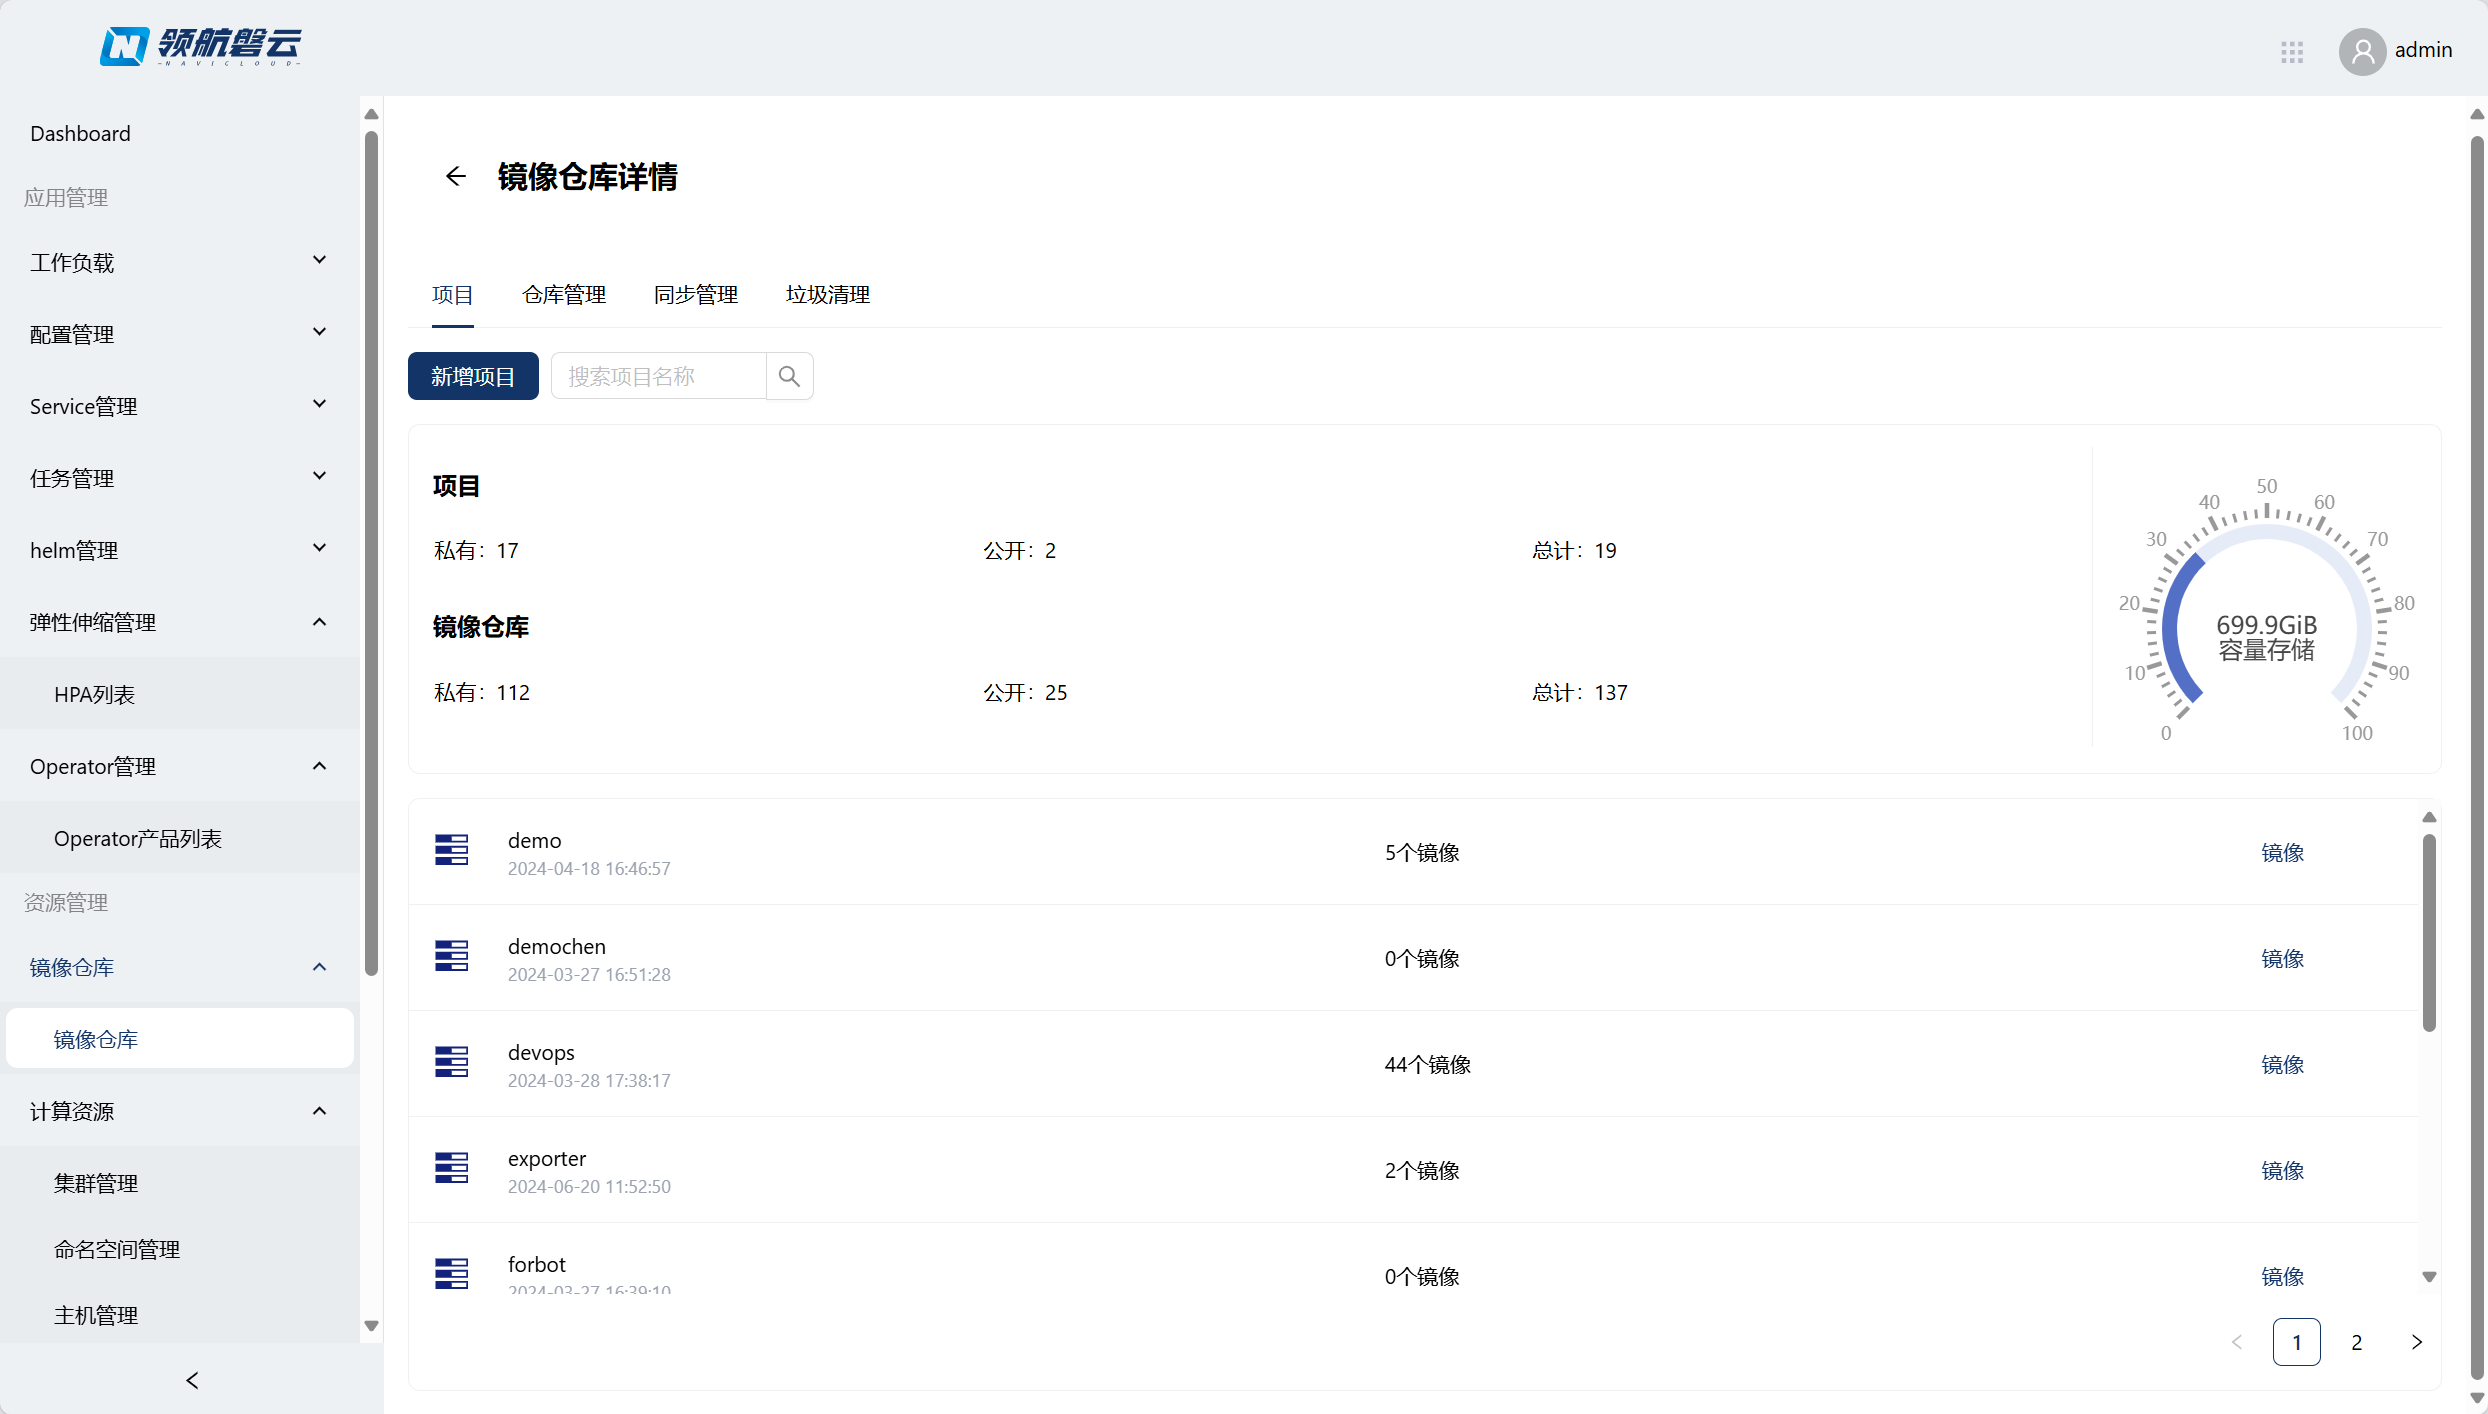 领航磐云
-NAVICLOUD-
admin
Dashboard
应用管理
工作负载
配置管理
Service管理
任务管理
helm管理
弹性伸缩管理
HPA列表
Operator管理
Operator产品列表
资源管理
镜像仓库
镜像仓库
计算资源
集群管理
命名空间管理
主机管理
镜像仓库详情
项目 仓库管理 同步管理 垃圾清理
新增项目 搜索项目名称
项目
私有：17 公开：2 总计：19
镜像仓库
私有：112 公开：25 总计：137
0 10 20 30 40 50 60 70 80 90 100
699.9GiB
容量存储
demo
2024-04-18 16:46:57
5个镜像 镜像
demochen
2024-03-27 16:51:28
0个镜像 镜像
devops
2024-03-28 17:38:17
44个镜像 镜像
exporter
2024-06-20 11:52:50
2个镜像 镜像
forbot
2024-03-27 16:39:10
0个镜像 镜像
1 2